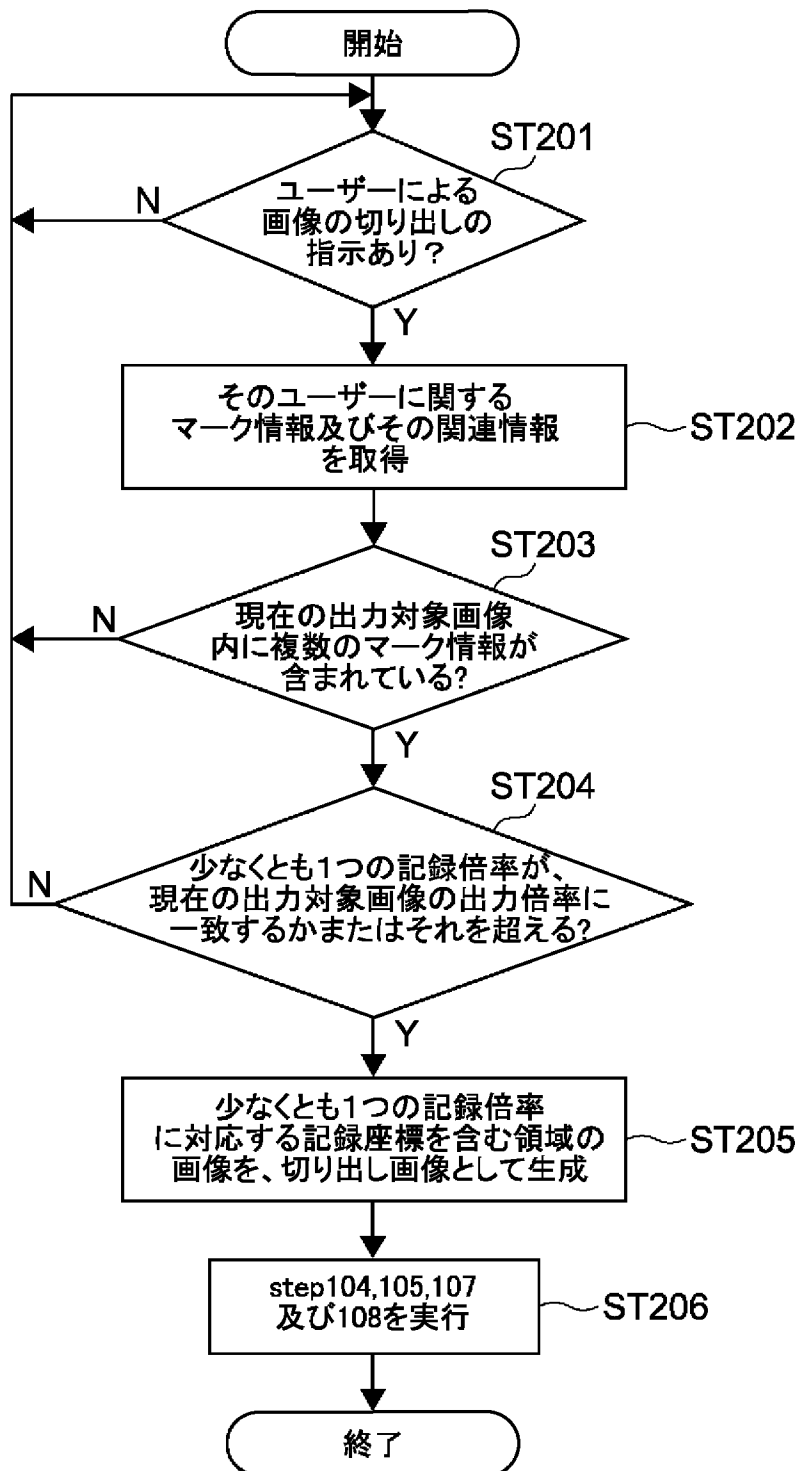 開始
ST201
ユーザーによる
画像の切り出しの
指示あり?
N
Y
そのユーザーに関する
マーク情報及びその関連情報
を取得
ST202
ST203
現在の出力対象画像
内に複数のマーク情報が
含まれている?
N
Y
ST204
少なくとも1つの記録倍率が、
現在の出力対象画像の出力倍率に
一致するかまたはそれを超える?
N
Y
少なくとも1つの記録倍率
に対応する記録座標を含む領域の
画像を、切り出し画像として生成
ST205
step104,105,107
及び108を実行
ST206
終了